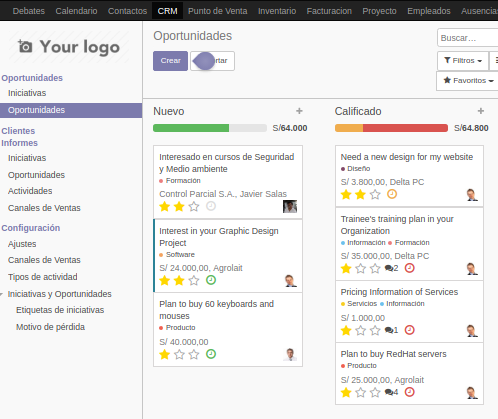 Debates Calendario Contactos CRM Punto de Venta Inventario Facturacion Proyecto Empleados Ausencias
Your logo
Oportunidades
Iniciativas
Oportunidades
Clientes
Informes
Iniciativas
Oportunidades
Actividades
Canales de Ventas
Configuración
Ajustes
Canales de Ventas
Tipos de actividad
Iniciativas y Oportunidades
Etiquetas de iniciativas
Motivo de pérdida
Oportunidades
Buscar...
Crear
rtar
Filtros
Favoritos
Nuevo +
S/64.000
Interesado en cursos de Seguridad
y Medio ambiente
Formación
Control Parcial S.A., Javier Salas
Interest in your Graphic Design
Project
Software
S/ 24.000,00, Agrolait
Plan to buy 60 keyboards and
mouses
Producto
S/ 40.000,00
Calificado +
S/64.800
Need a new design for my website
Diseño
S/ 3.800,00, Delta PC
Trainee's training plan in your
Organization
Información Formación
S/ 35.000,00, Delta PC
2
Pricing Information of Services
Servicios Información
S/ 1.000,00
1
Plan to buy RedHat servers
Producto
S/ 25.000,00, Agrolait
4